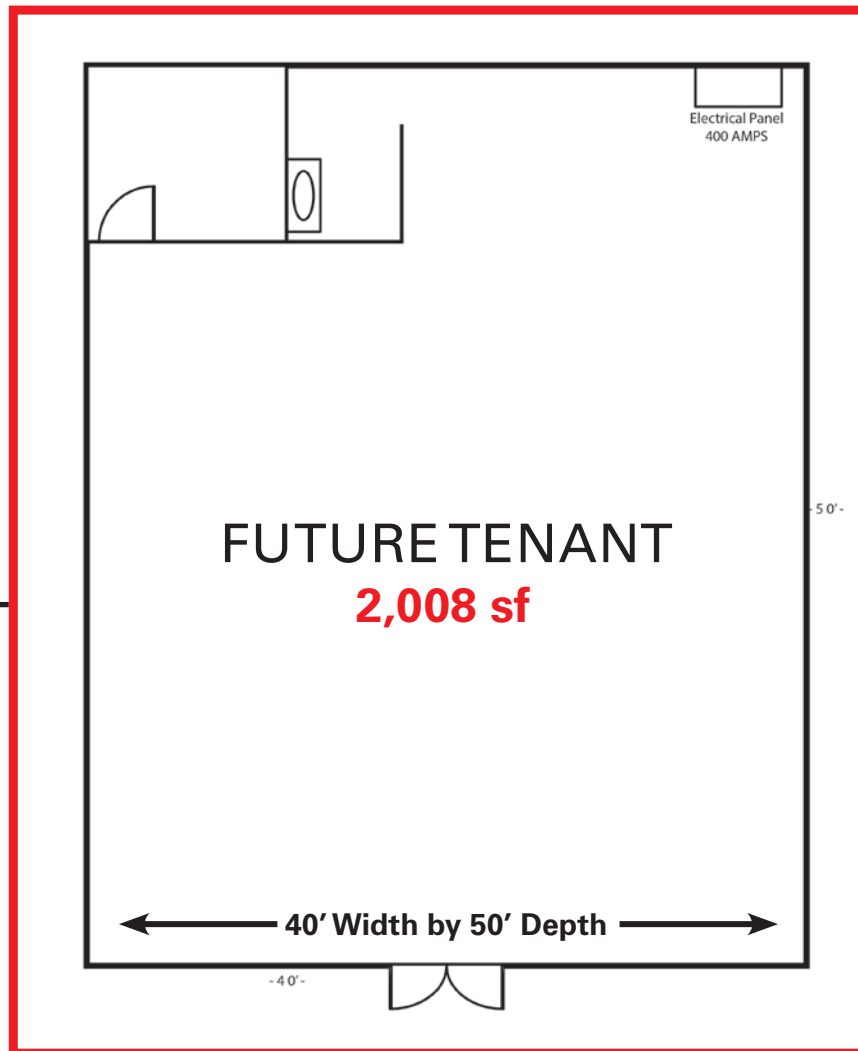 Electrical Panel
400 AMPS
- 5 0' -
FUTURE TENANT
2,008 sf
40’ Width by 50’ Depth
- 4 0' -